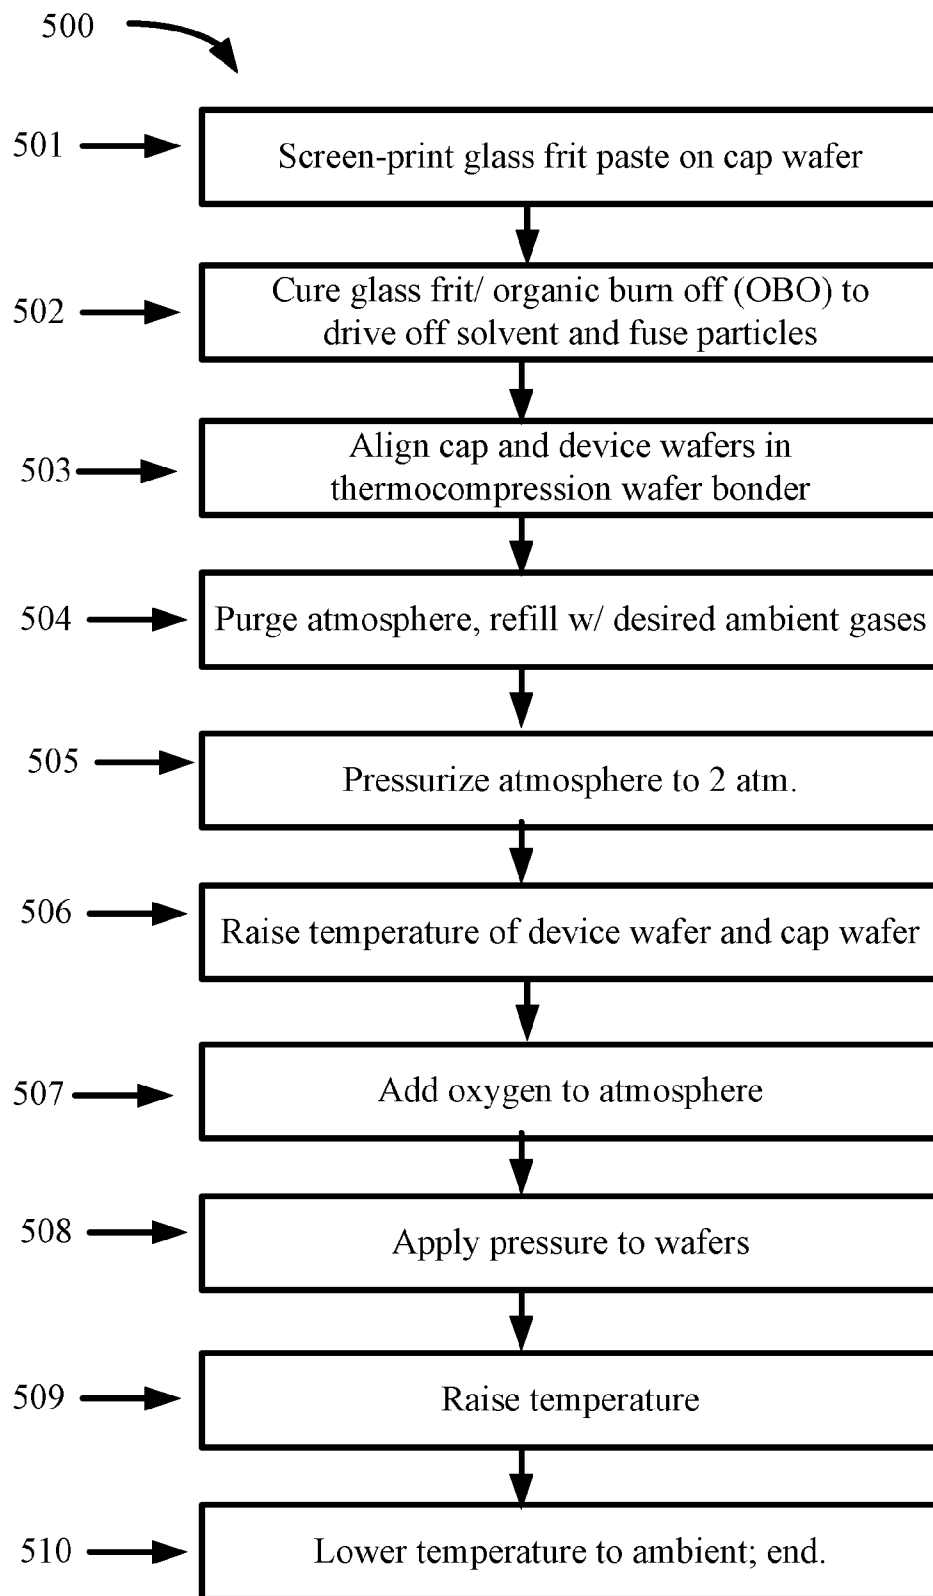 500
501
Screen-print glass frit paste on cap wafer
502
Cure glass frit/ organic burn off (OBO) to
drive off solvent and fuse particles
503
Align cap and device wafers in
thermocompression wafer bonder
504
Purge atmosphere, refill w/ desired ambient gases
505
Pressurize atmosphere to 2 atm.
506
Raise temperature of device wafer and cap wafer
507
Add oxygen to atmosphere
508
Apply pressure to wafers
509
Raise temperature
510
Lower temperature to ambient; end.